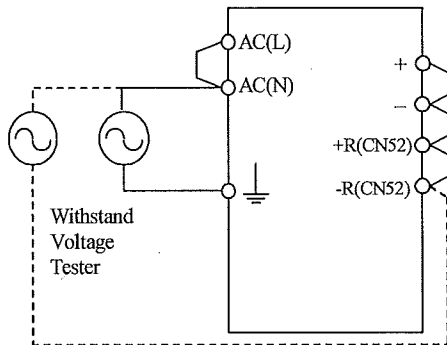 AC(L)
AC(N)
+
−
+R(CN52)
-R(CN52)
Withstand
Voltage
Tester